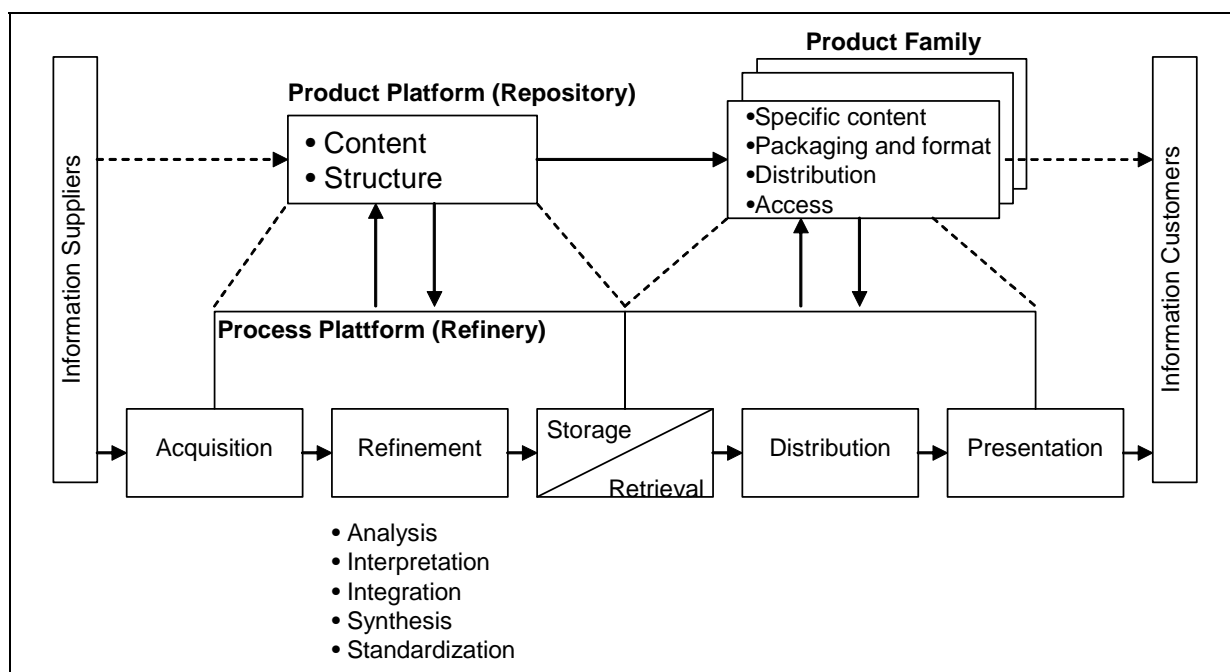 Product Family
Product Platform (Repository)
• Content
• Structure
•Specific content
•Packaging and format
•Distribution
•Access
Information Suppliers
Information Customers
Process Plattform (Refinery)
Acquisition
Refinement
Storage
Retrieval
Distribution
Presentation
• Analysis
• Interpretation
• Integration
• Synthesis
• Standardization